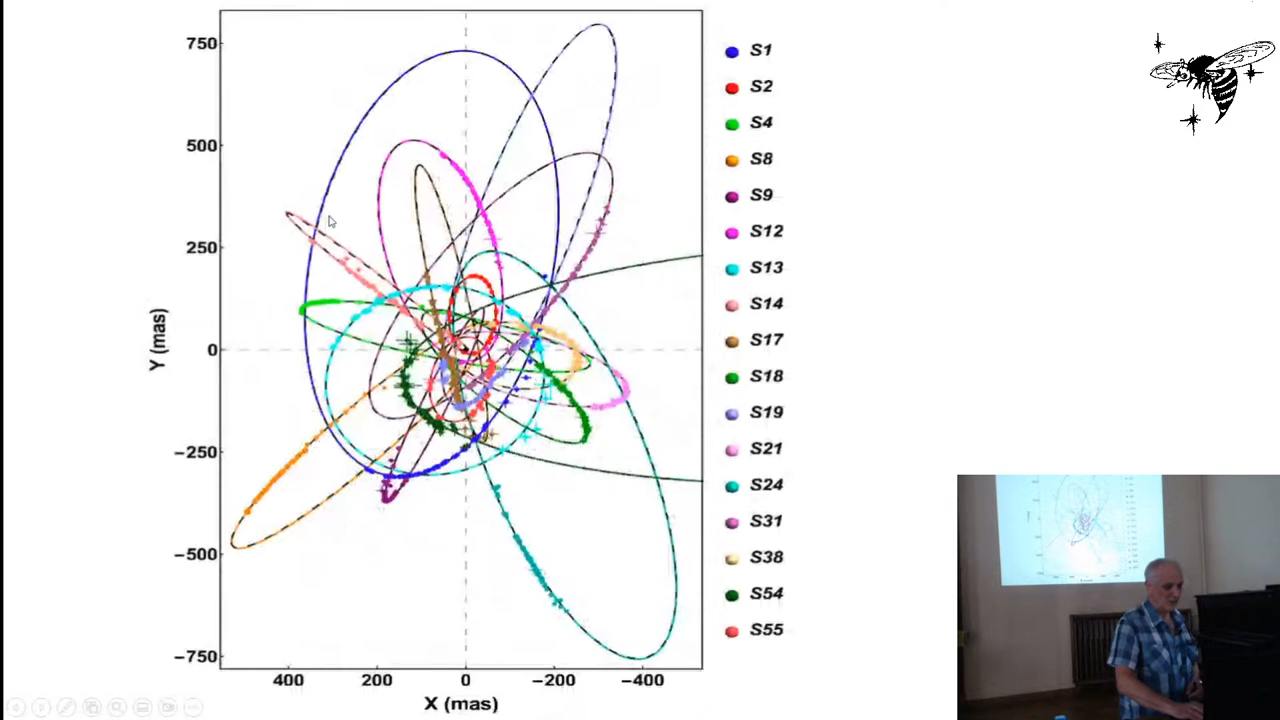 750
500
250
0
−250
−500
−750
Y (mas)
400 200 0 −200 −400
X (mas)
S1
S2
S4
S8
S9
S12
S13
S14
S17
S18
S19
S21
S24
S31
S38
S54
S55